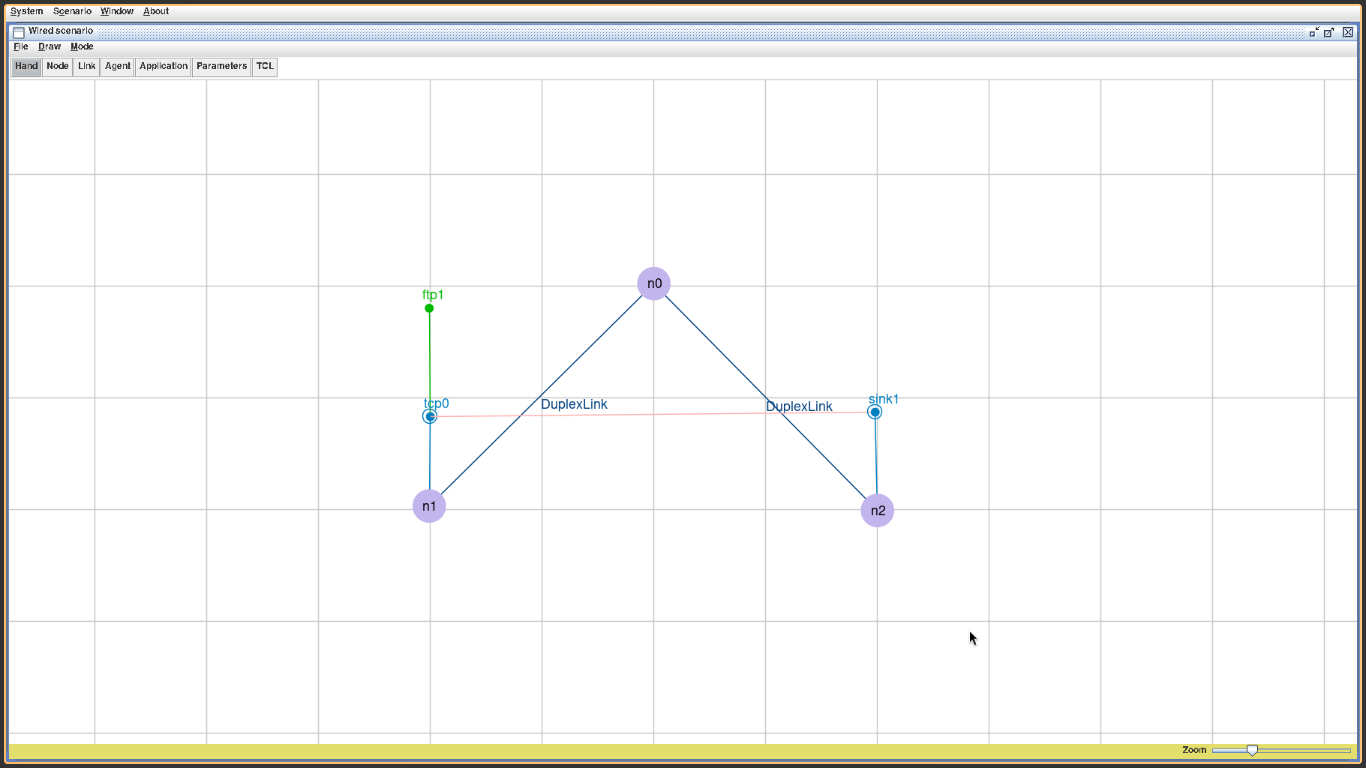 System Scenario Window About
Wired scenario
File Draw Mode
Hand Node Link Agent Application Parameters TCL
n0
ftp1
tcp0
DuplexLink
DuplexLink
sink1
n1
n2
Zoom